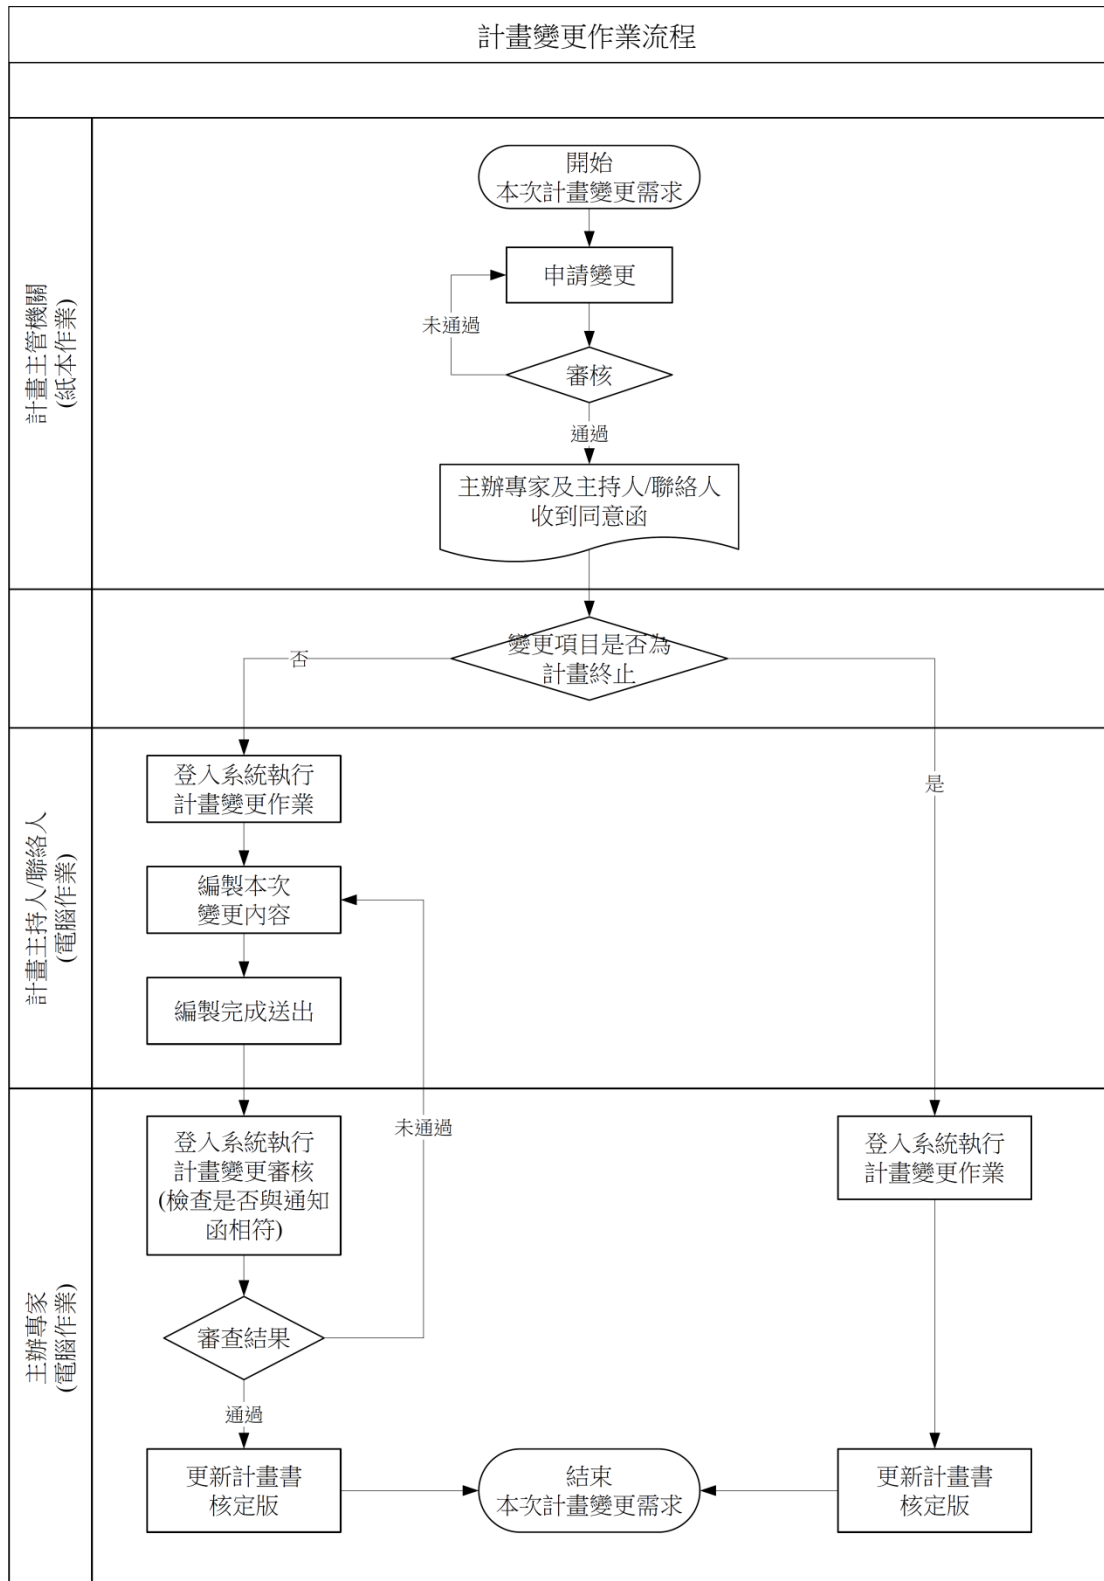 計畫變更作業流程
計畫主管機關
(紙本作業)
開始
本次計畫變更需求
申請變更
未通過
審核
通過
主辦專家及主持人/聯絡人
收到同意函
變更項目是否為
計畫終止
否
是
計畫主持人/聯絡人
(電腦作業)
登入系統執行
計畫變更作業
編製本次
變更內容
編製完成送出
主辦專家
(電腦作業)
登入系統執行
計畫變更審核
(檢查是否與通知
函相符)
未通過
審查結果
通過
更新計畫書
核定版
結束
本次計畫變更需求
登入系統執行
計畫變更作業
更新計畫書
核定版